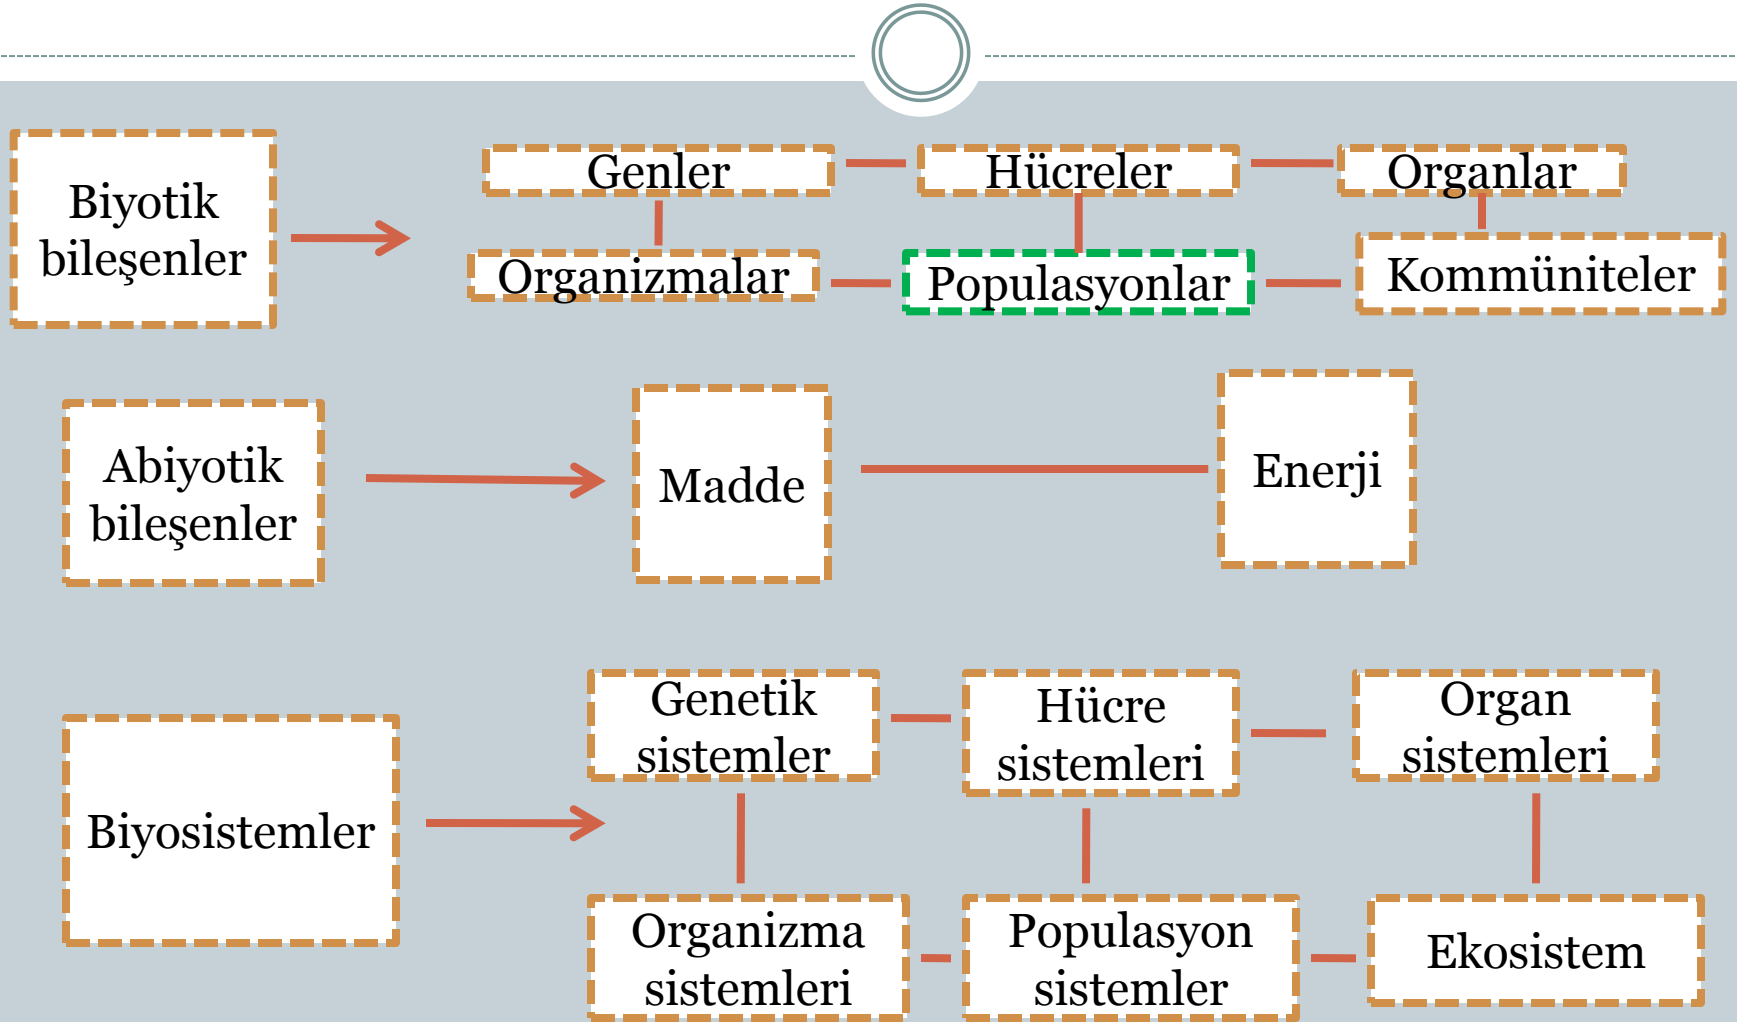 Biyotik
bileşenler
Genler
Hücreler
Organlar
Organizmalar
Populasyonlar
Kommüniteler
Abiyotik
bileşenler
Madde
Enerji
Biyosistemler
Genetik
sistemler
Hücre
sistemleri
Organ
sistemleri
Organizma
sistemleri
Populasyon
sistemler
Ekosistem